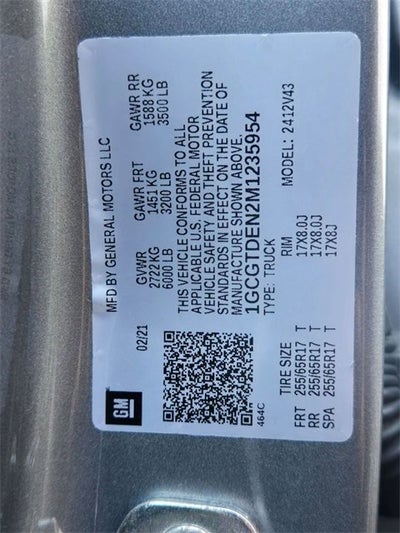 GM
02/21
MFD BY GENERAL MOTORS LLC
GVWR GAWR FRT GAWR RR
2722 KG 1451 KG 1588 KG
6000 LB 3200 LB 3500 LB
THIS VEHICLE CONFORMS TO ALL
APPLICABLE U.S. FEDERAL MOTOR
VEHICLE SAFETY AND THEFT PREVENTION
STANDARDS IN EFFECT ON THE DATE OF
MANUFACTURE SHOWN ABOVE.
1GCGTDEN2M1235954
TYPE: TRUCK MODEL: 2412V43
464C
TIRE SIZE RIM
FRT 255/65R17 T 17X8.0J
RR 255/65R17 T 17X8.0J
SPA 255/65R17 T 17X8J